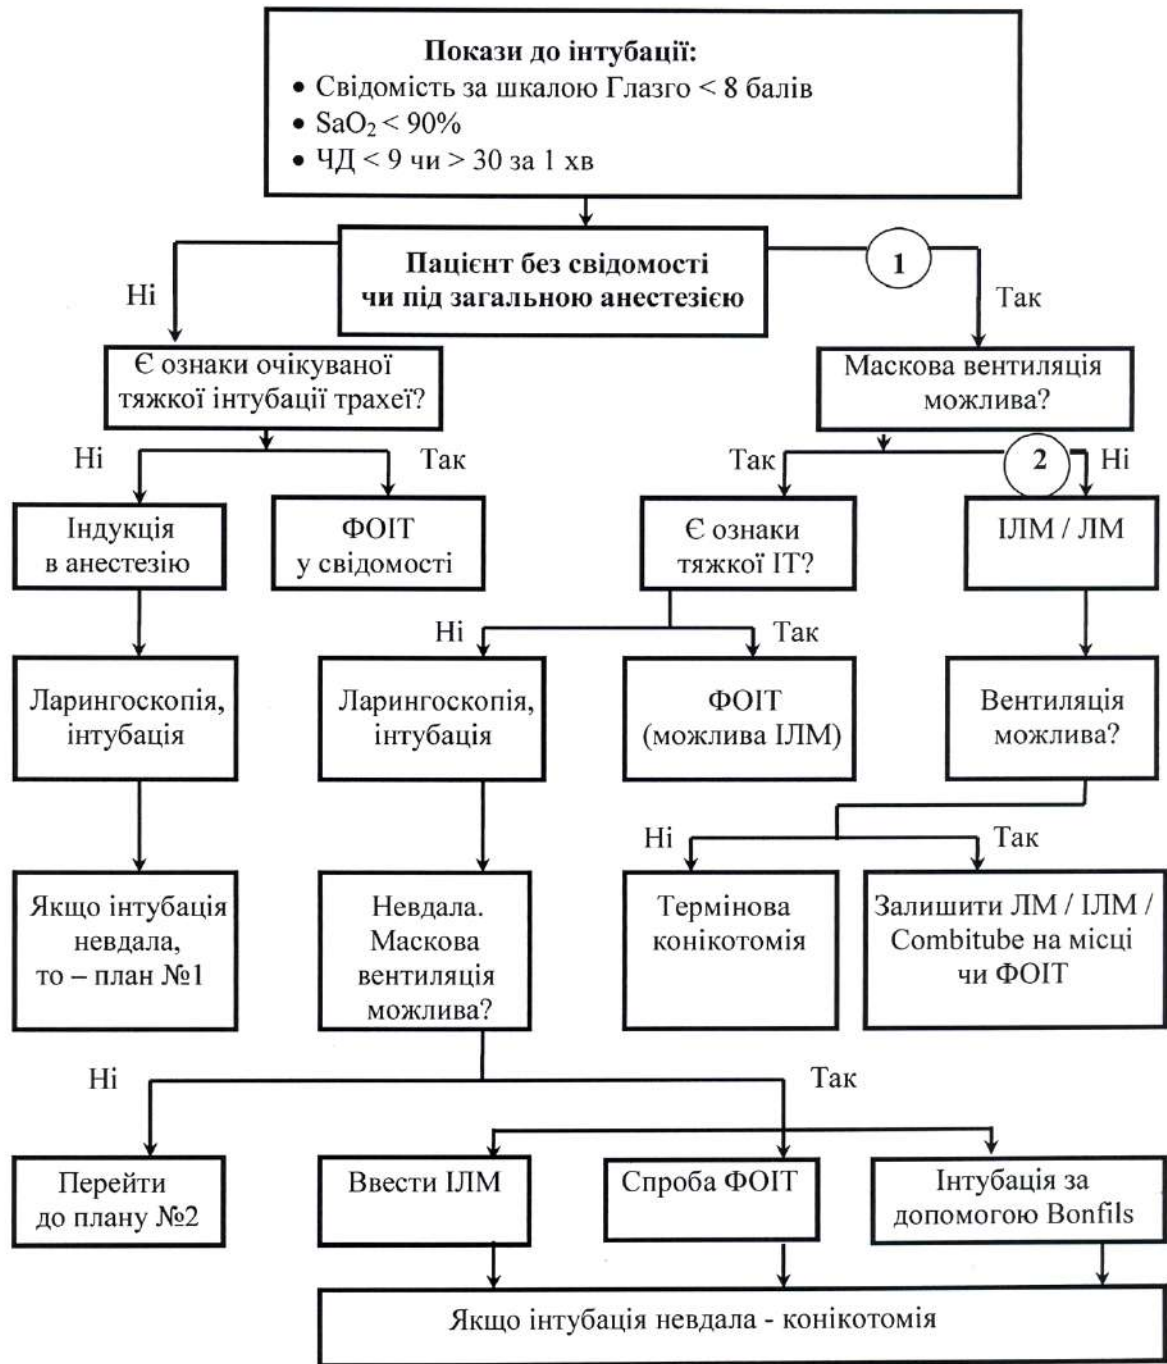 Покази до інтубації:
• Свідомість за шкалою Глазго < 8 балів
• SaO₂ < 90%
• ЧД < 9 чи > 30 за 1 хв
Пацієнт без свідомості
чи під загальною анестезією
1
Ні
Так
Є ознаки очікуваної
тяжкої інтубації трахеї?
Маскова вентиляція
можлива?
Ні
Так
Так
2
Ні
Індукція
в анестезію
ФОІТ
у свідомості
Є ознаки
тяжкої ІТ?
ІЛМ / ЛМ
Ні
Так
Ларингоскопія,
інтубація
Ларингоскопія,
інтубація
ФОІТ
(можлива ІЛМ)
Вентиляція
можлива?
Ні
Так
Якщо інтубація
невдала,
то – план №1
Невдала.
Маскова
вентиляція
можлива?
Термінова
конікотомія
Залишити ЛМ / ІЛМ /
Combitube на місці
чи ФОІТ
Ні
Так
Перейти
до плану №2
Ввести ІЛМ
Спроба ФОІТ
Інтубація за
допомогою Bonfils
Якщо інтубація невдала - конікотомія